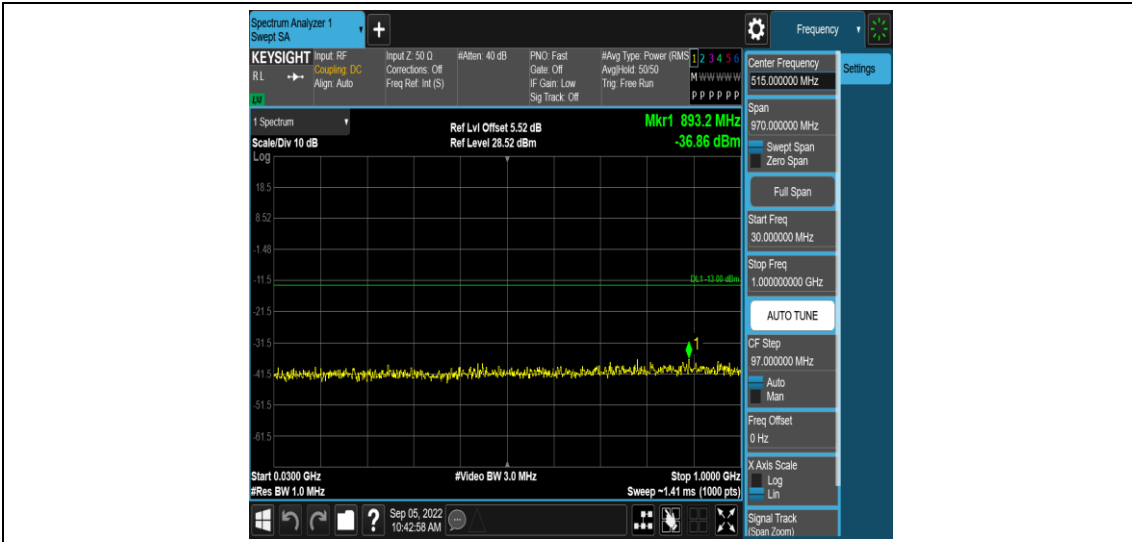 Spectrum Analyzer 1
Swept SA
Frequency
KEYSIGHT
RL
LXI
Input: RF
Coupling: DC
Align: Auto
Input Z: 50 Ω
Corrections: Off
Freq Ref: Int (S)
#Atten: 40 dB
PNO: Fast
Gate: Off
IF Gain: Low
Sig Track: Off
#Avg Type: Power (RMS
Avg|Hold: 50/50
Trig: Free Run
1 2 3 4 5 6
M W W W W W
P P P P P P
1 Spectrum
Scale/Div 10 dB
Log
Ref Lvl Offset 5.52 dB
Ref Level 28.52 dBm
Mkr1 893.2 MHz
-36.86 dBm
18.5
8.52
-1.48
-11.5
-21.5
-31.5
-41.5
-51.5
-61.5
DL1 -13.00 dBm
1
Start 0.0300 GHz
#Res BW 1.0 MHz
#Video BW 3.0 MHz
Stop 1.0000 GHz
Sweep ~1.41 ms (1000 pts)
Center Frequency
515.000000 MHz
Settings
Span
970.000000 MHz
Swept Span
Zero Span
Full Span
Start Freq
30.000000 MHz
Stop Freq
1.000000000 GHz
AUTO TUNE
CF Step
97.000000 MHz
Auto
Man
Freq Offset
0 Hz
X Axis Scale
Log
Lin
Signal Track
(Span Zoom)
?
Sep 05, 2022
10:42:58 AM